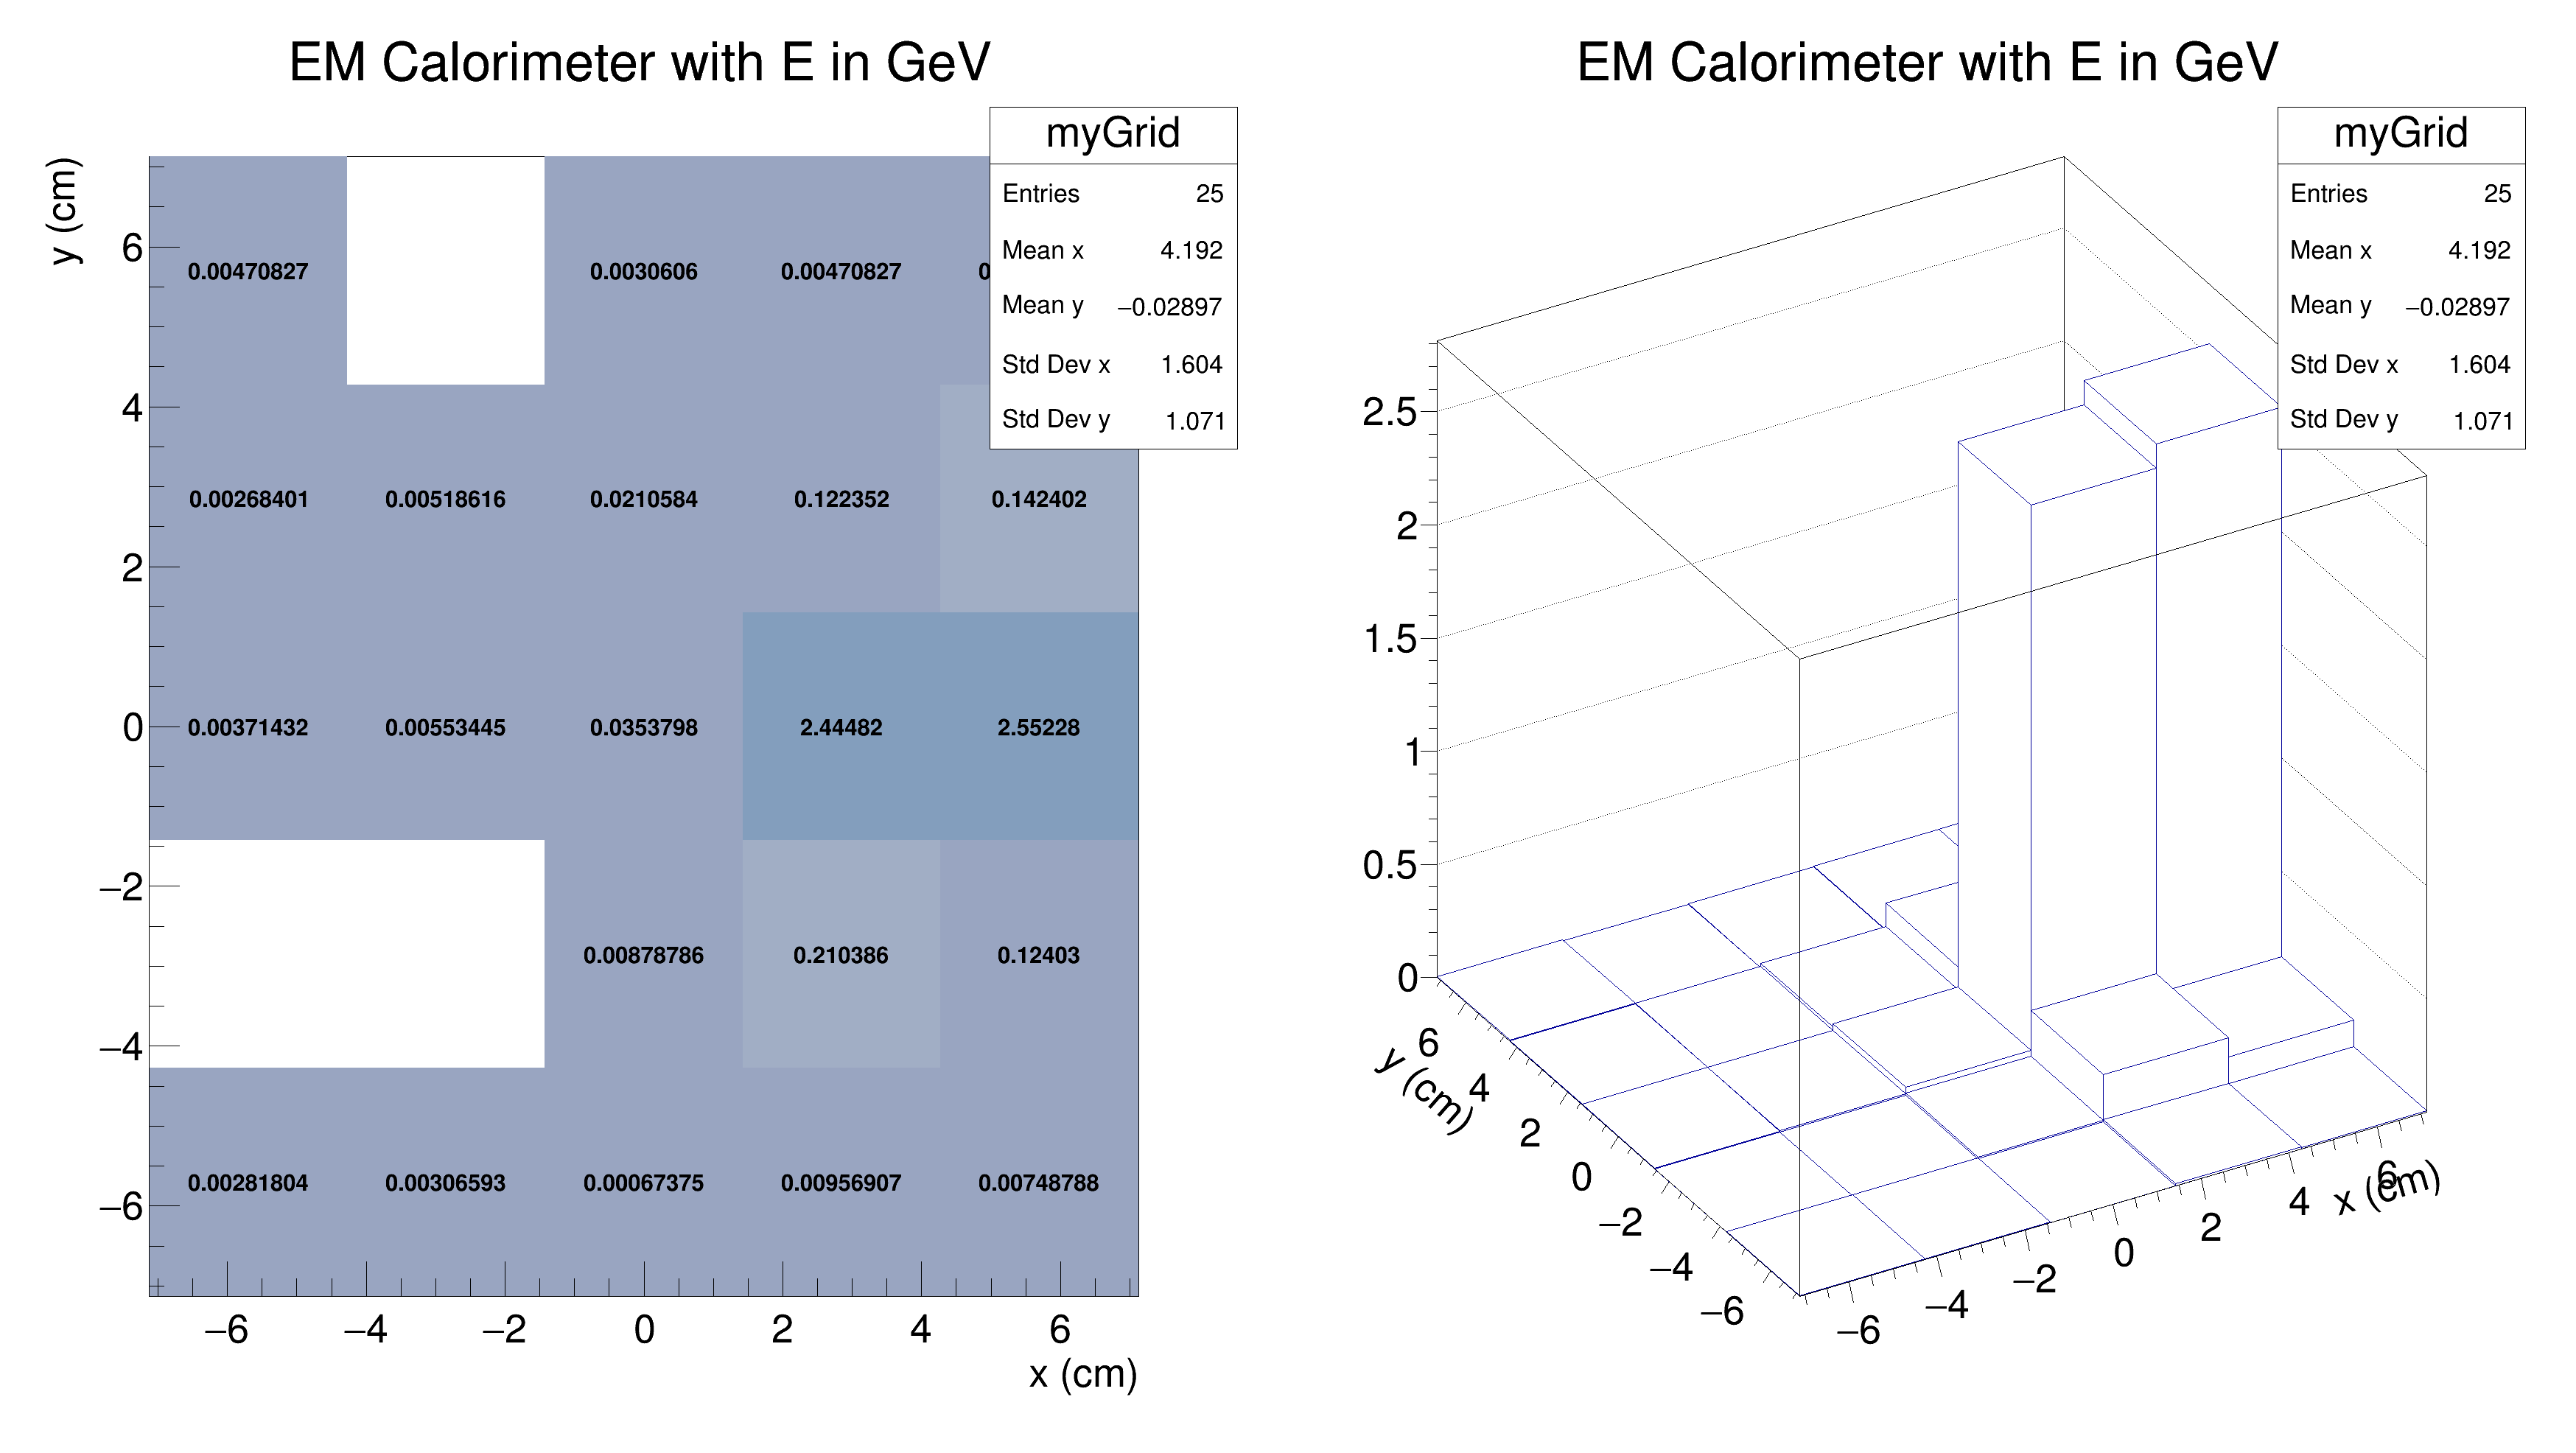 EM Calorimeter with E in GeV
myGrid
Entries 25
Mean x 4.192
Mean y −0.02897
Std Dev x 1.604
Std Dev y 1.071
y (cm)
6
4
2
0
−2
−4
−6
0.00470827 0.0030606 0.00470827
0.00268401 0.00518616 0.0210584 0.122352 0.142402
0.00371432 0.00553445 0.0353798 2.44482 2.55228
0.00878786 0.210386 0.12403
0.00281804 0.00306593 0.00067375 0.00956907 0.00748788
−6 −4 −2 0 2 4 6
x (cm)
EM Calorimeter with E in GeV
myGrid
Entries 25
Mean x 4.192
Mean y −0.02897
Std Dev x 1.604
Std Dev y 1.071
2.5
2
1.5
1
0.5
0
6
4
2
0
−2
−4
−6
y (cm)
−6 −4 −2 0 2 4 6
x (cm)